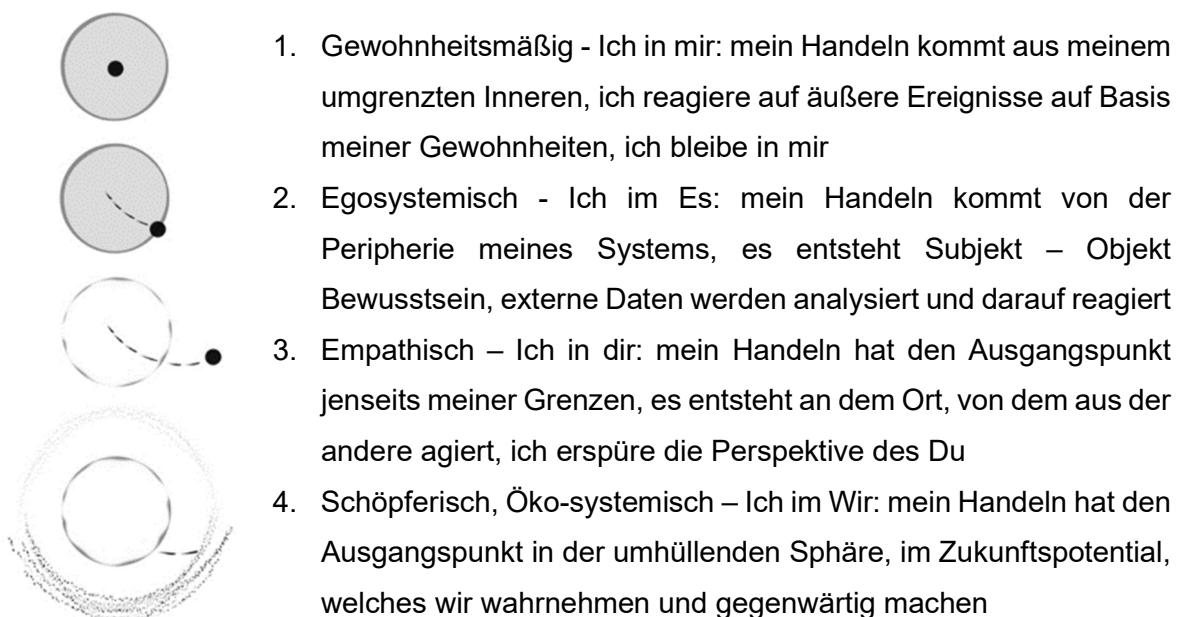 1. Gewohnheitsmäßig - Ich in mir: mein Handeln kommt aus meinem
umgrenzten Inneren, ich reagiere auf äußere Ereignisse auf Basis
meiner Gewohnheiten, ich bleibe in mir
2. Egosystemisch - Ich im Es: mein Handeln kommt von der
Peripherie meines Systems, es entsteht Subjekt – Objekt
Bewusstsein, externe Daten werden analysiert und darauf reagiert
3. Empathisch – Ich in dir: mein Handeln hat den Ausgangspunkt
jenseits meiner Grenzen, es entsteht an dem Ort, von dem aus der
andere agiert, ich erspüre die Perspektive des Du
4. Schöpferisch, Öko-systemisch – Ich im Wir: mein Handeln hat den
Ausgangspunkt in der umhüllenden Sphäre, im Zukunftspotential,
welches wir wahrnehmen und gegenwärtig machen